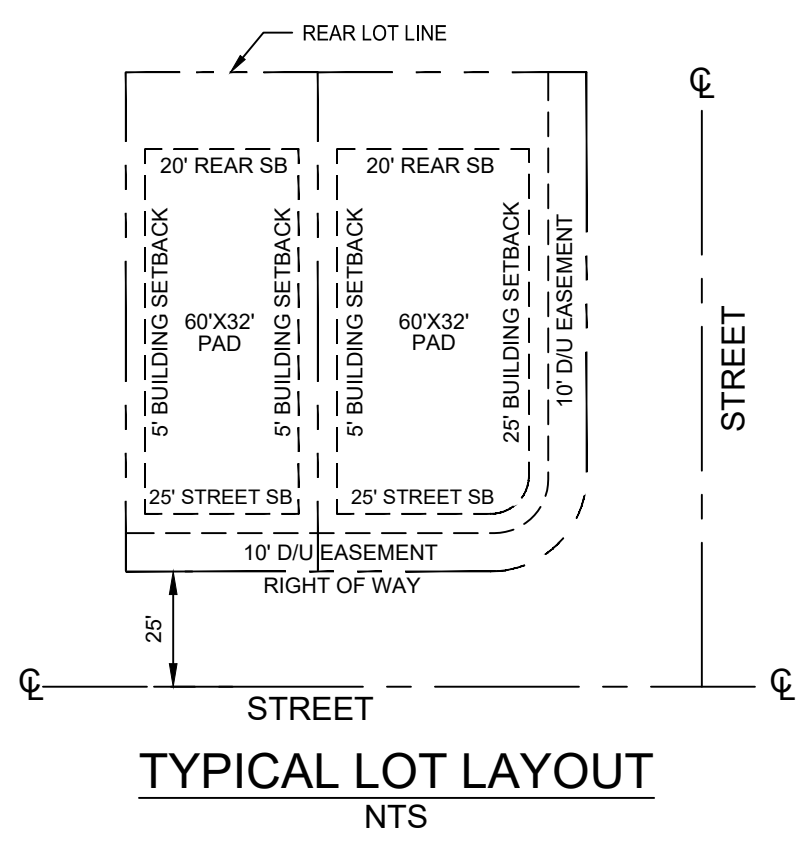 REAR LOT LINE
℄
20' REAR SB
20' REAR SB
5' BUILDING SETBACK
5' BUILDING SETBACK
5' BUILDING SETBACK
25' BUILDING SETBACK
10' D/U EASEMENT
60'X32'
PAD
60'X32'
PAD
STREET
25' STREET SB
25' STREET SB
10' D/U EASEMENT
RIGHT OF WAY
25'
℄
℄
STREET
TYPICAL LOT LAYOUT
NTS